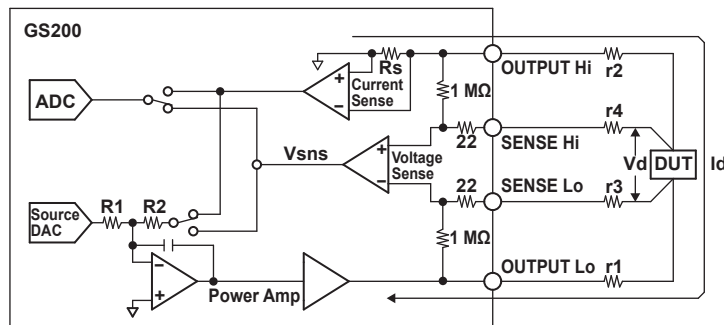 GS200
ADC
Rs
Current
Sense
OUTPUT Hi
r2
1 MΩ
r4
22
SENSE Hi
Vsns
Voltage
Sense
Vd
DUT
Id
22
SENSE Lo
r3
Source
DAC
R1
R2
1 MΩ
OUTPUT Lo
r1
Power Amp